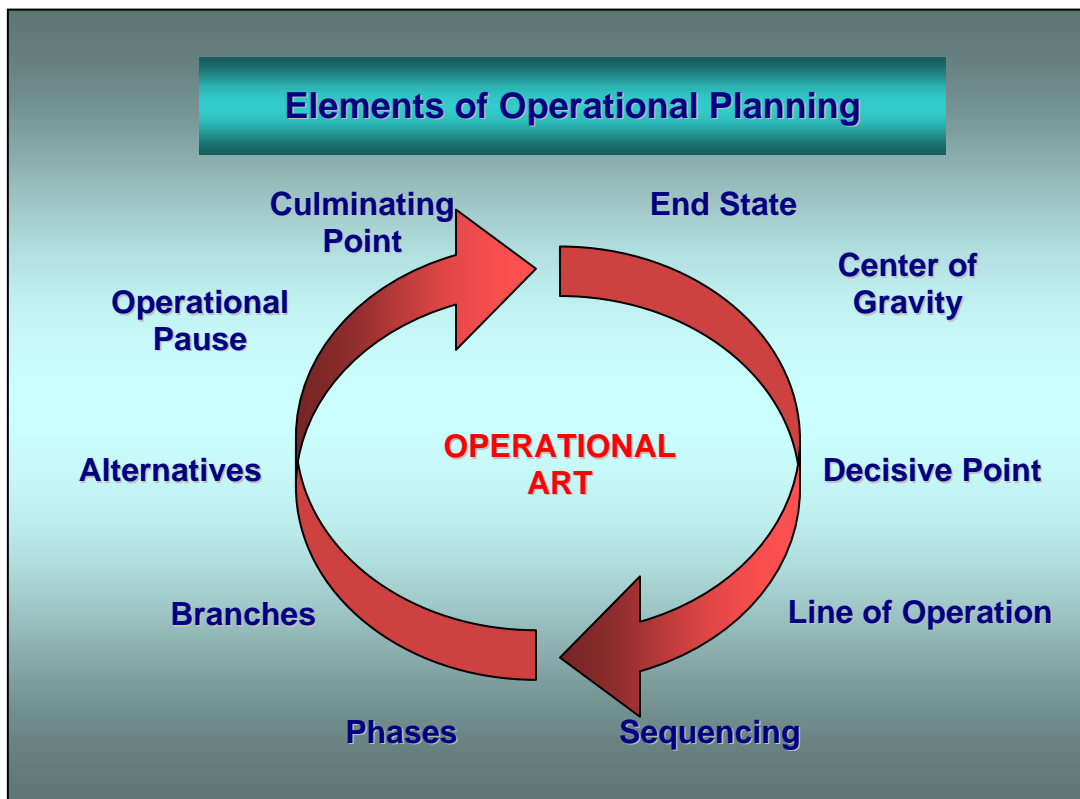 Elements of Operational Planning
Culminating
Point
End State
Center of
Gravity
Operational
Pause
OPERATIONAL
ART
Alternatives
Decisive Point
Branches
Line of Operation
Phases
Sequencing